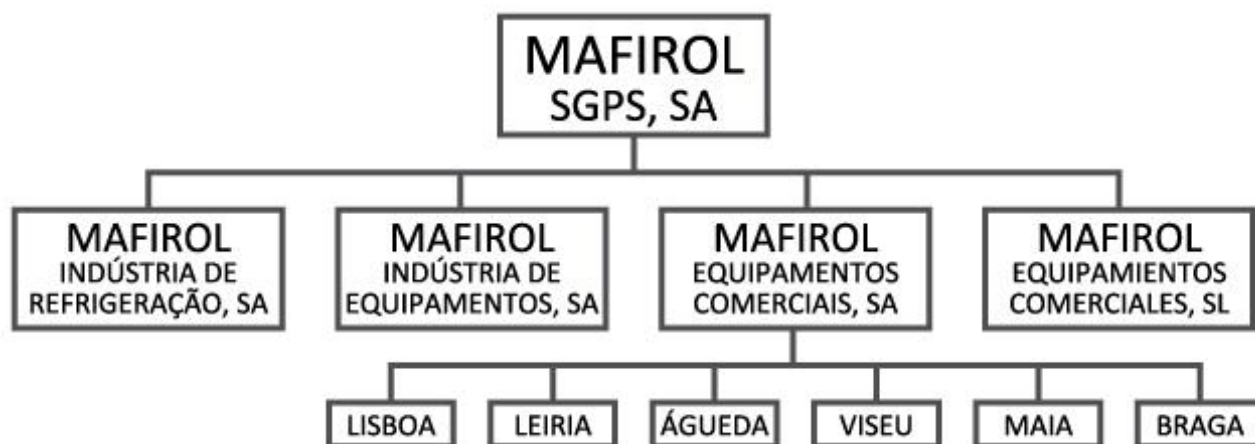 MAFIROL
SGPS, SA
MAFIROL
INDÚSTRIA DE
REFRIGERAÇÃO, SA
MAFIROL
INDÚSTRIA DE
EQUIPAMENTOS, SA
MAFIROL
EQUIPAMENTOS
COMERCIAIS, SA
MAFIROL
EQUIPAMIENTOS
COMERCIALES, SL
LISBOA
LEIRIA
ÁGUEDA
VISEU
MAIA
BRAGA